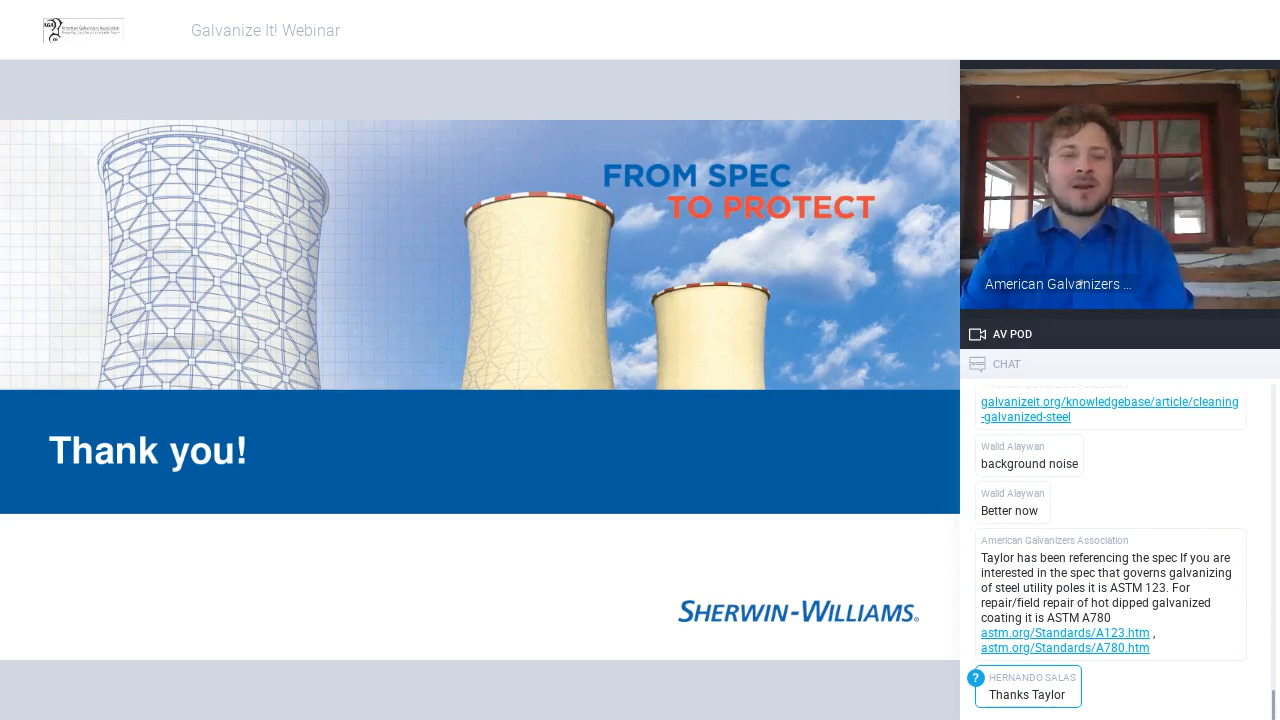 AGA
American Galvanizers Association
Galvanize It! Webinar
FROM SPEC
TO PROTECT
Thank you!
SHERWIN-WILLIAMS®
American Galvanizers ...
AV POD
CHAT
galvanizeit.org/knowledgebase/article/cleaning
-galvanized-steel
Walid Alaywan
background noise
Walid Alaywan
Better now
American Galvanizers Association
Taylor has been referencing the spec If you are
interested in the spec that governs galvanizing
of steel utility poles it is ASTM 123. For
repair/field repair of hot dipped galvanized
coating it is ASTM A780
astm.org/Standards/A123.htm ,
astm.org/Standards/A780.htm
?
HERNANDO SALAS
Thanks Taylor